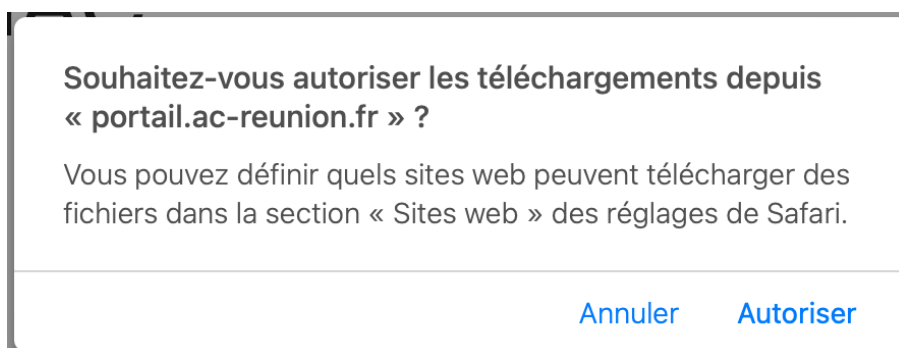 Souhaitez-vous autoriser les téléchargements depuis
« portail.ac-reunion.fr » ?
Vous pouvez définir quels sites web peuvent télécharger des
fichiers dans la section « Sites web » des réglages de Safari.
Annuler Autoriser